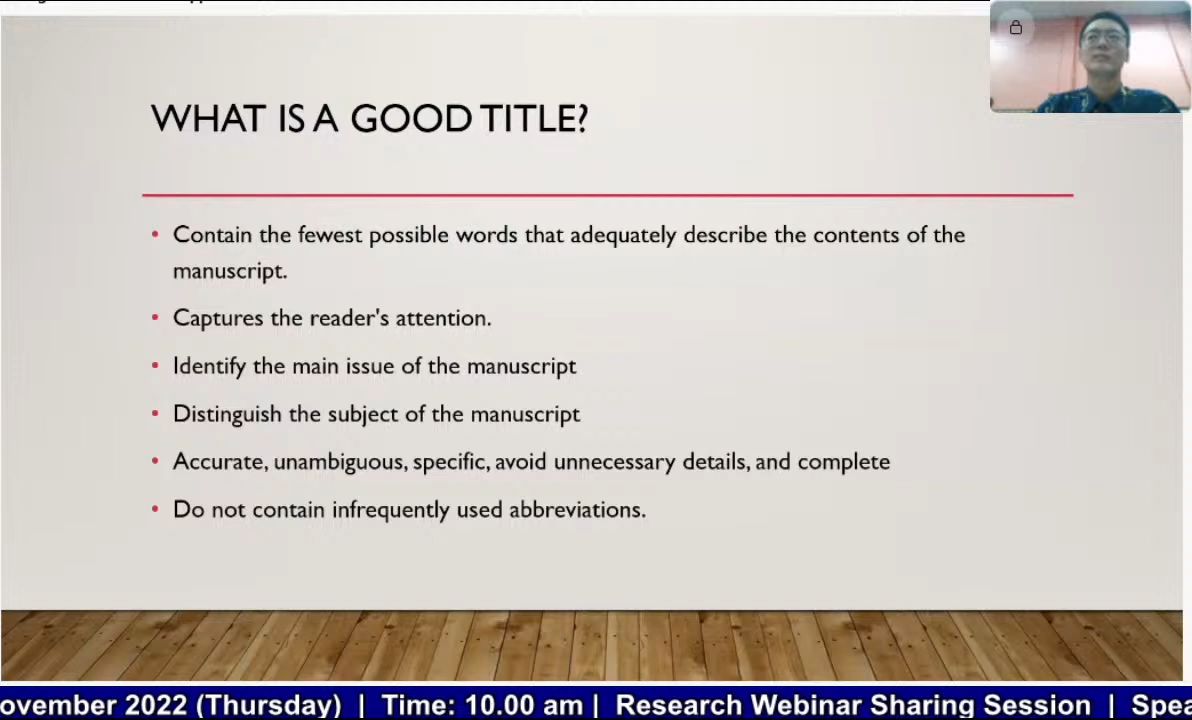 WHAT IS A GOOD TITLE?
• Contain the fewest possible words that adequately describe the contents of the
manuscript.
• Captures the reader's attention.
• Identify the main issue of the manuscript
• Distinguish the subject of the manuscript
• Accurate, unambiguous, specific, avoid unnecessary details, and complete
• Do not contain infrequently used abbreviations.
2022 (Thursday) | Time: 10.00 am | Research Webinar Sharing Session |